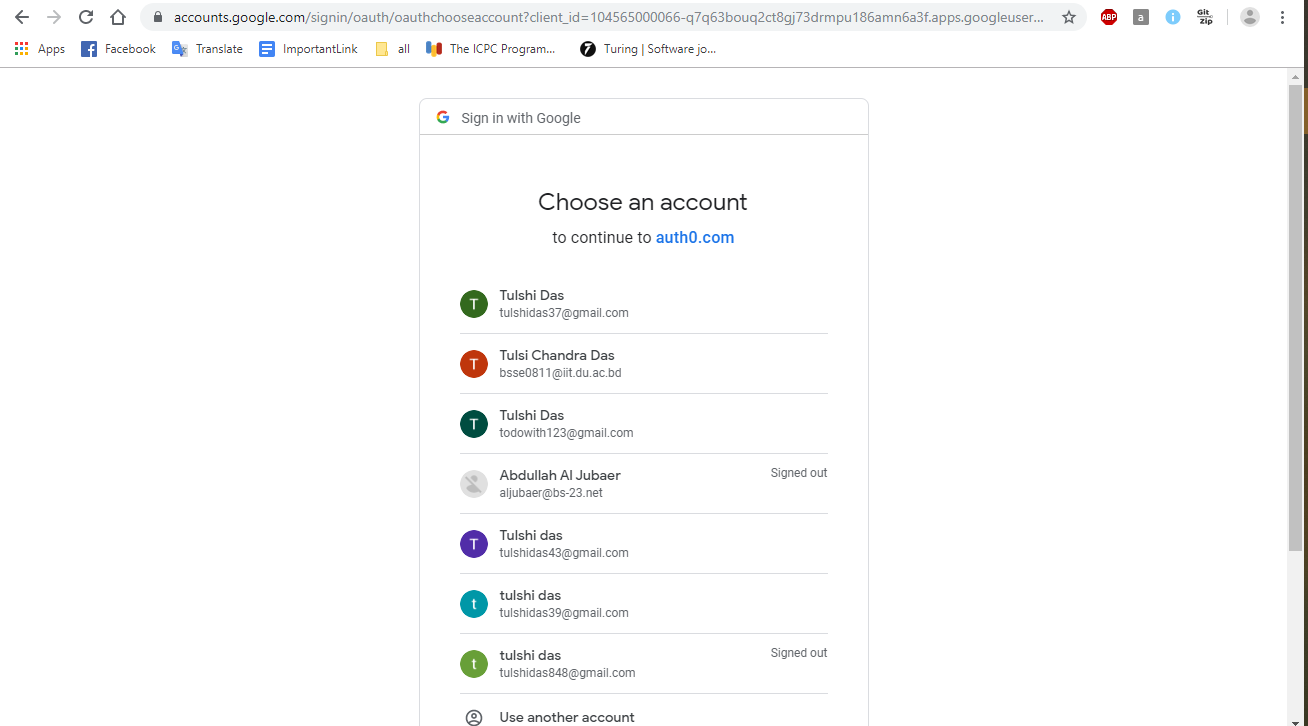 accounts.google.com/signin/oauth/oauthchooseaccount?client_id=104565000066-q7q63bouq2ct8gj73drmpu186amn6a3f.apps.googleuser...
ABP a i Git Zip
Apps Facebook Translate ImportantLink all The ICPC Program... Turing | Software jo...
G Sign in with Google
Choose an account
to continue to auth0.com
T Tulshi Das
tulshidas37@gmail.com
T Tulsi Chandra Das
bsse0811@iit.du.ac.bd
T Tulshi Das
todowith123@gmail.com
Abdullah Al Jubaer Signed out
aljubaer@bs-23.net
T Tulshi das
tulshidas43@gmail.com
t tulshi das
tulshidas39@gmail.com
t tulshi das Signed out
tulshidas848@gmail.com
Use another account